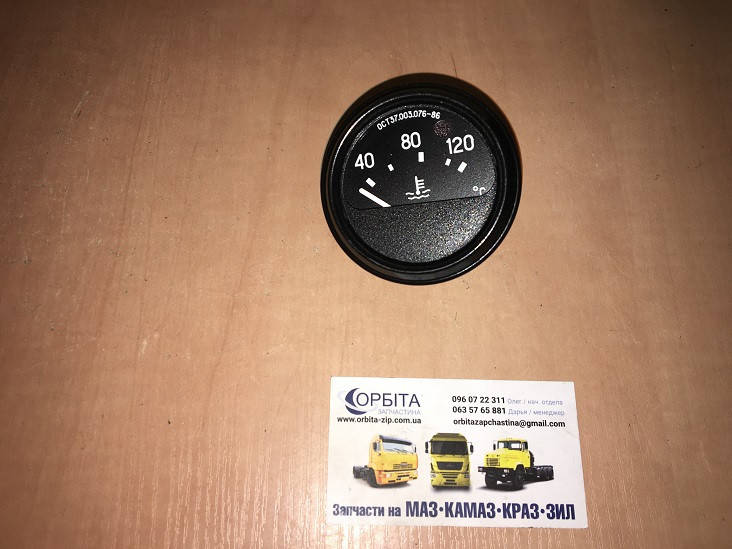 ОСТ37.003.076-86
40 80 120
°C
ОРБІТА
ЗАПЧАСТИНА
www.orbita-zip.com.ua
096 07 22 311 Олег / нач. отдела
063 57 65 881 Дарья / менеджер
orbitazapchastina@gmail.com
Запчасти на МАЗ•КАМАЗ•КРАЗ•ЗИЛ